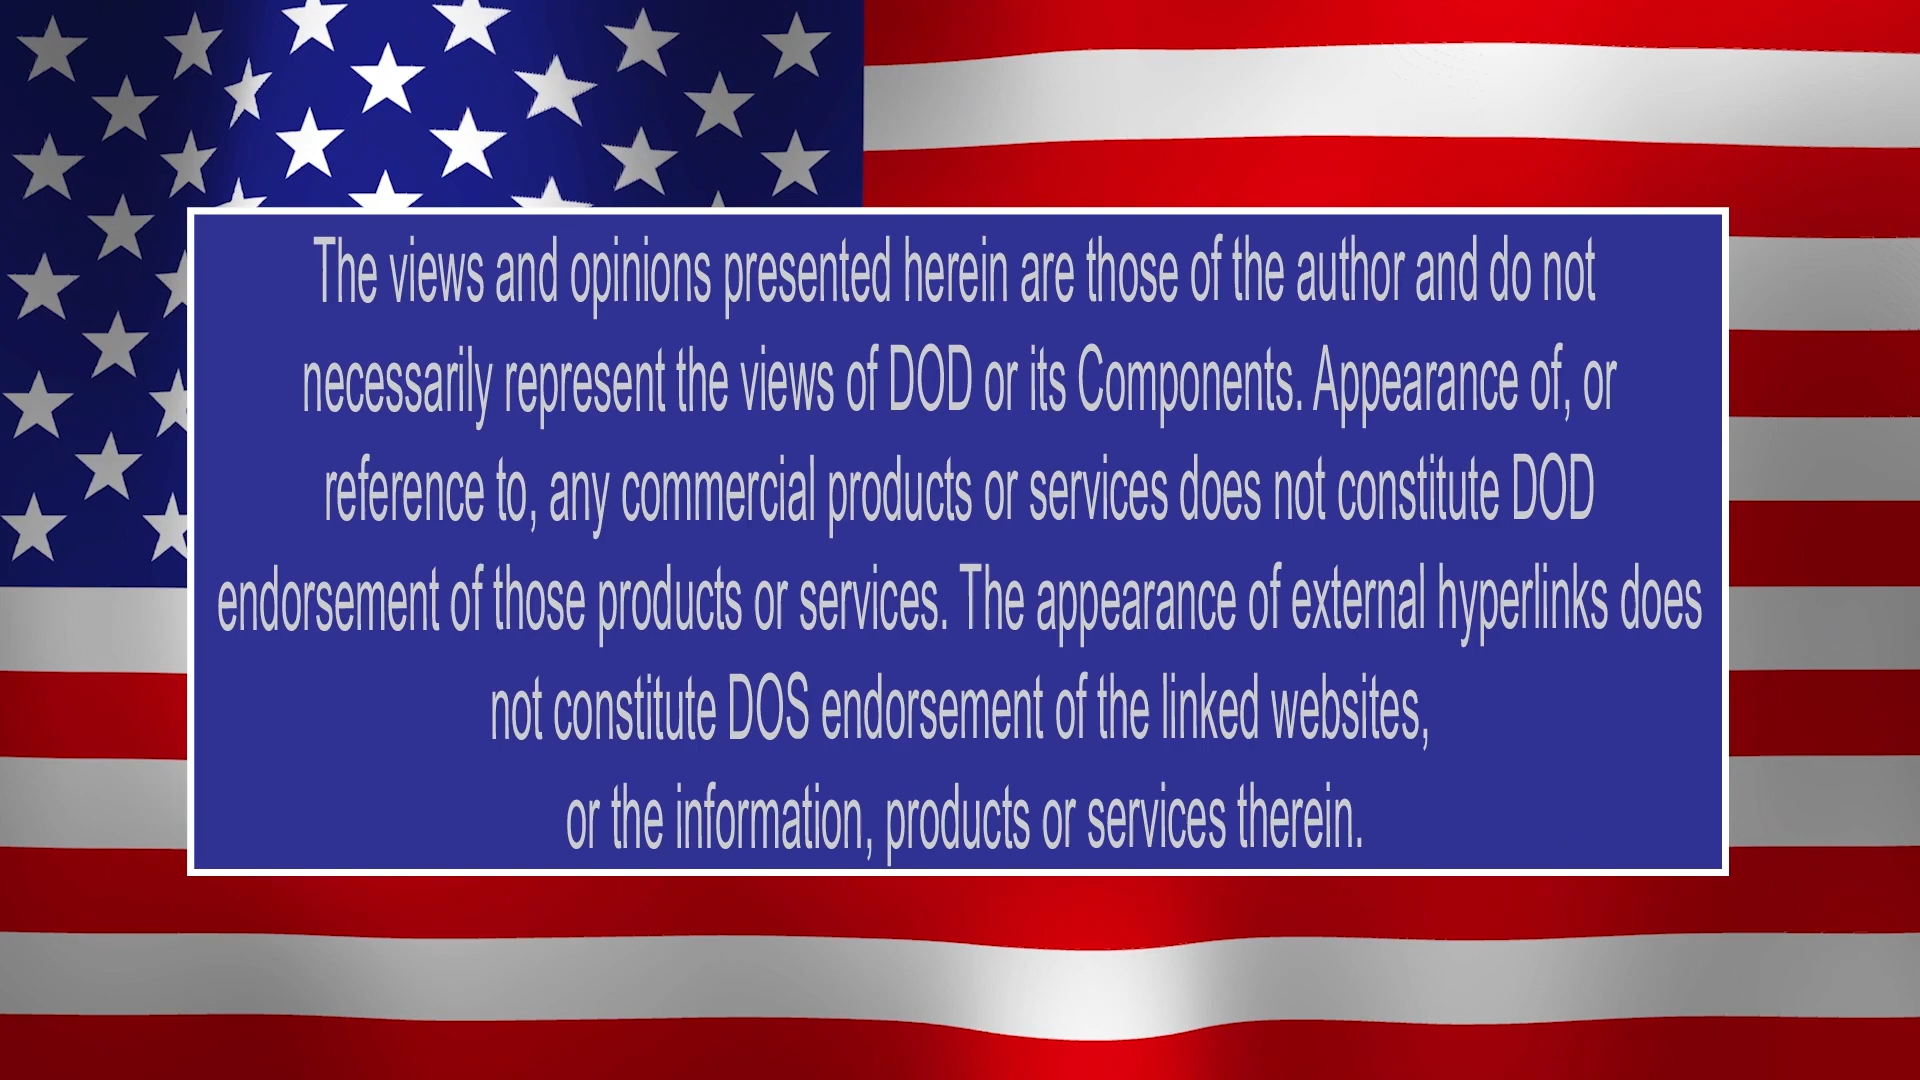 The views and opinions presented herein are those of the author and do not
necessarily represent the views of DOD or its Components. Appearance of, or
reference to, any commercial products or services does not constitute DOD
endorsement of those products or services. The appearance of external hyperlinks does
not constitute DOS endorsement of the linked websites,
or the information, products or services therein.